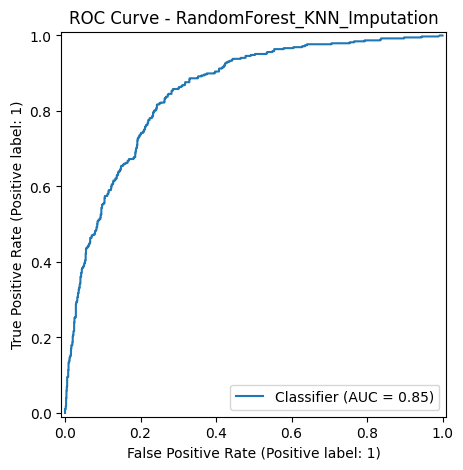 ROC Curve - RandomForest_KNN_Imputation
True Positive Rate (Positive label: 1)
1.0
0.8
0.6
0.4
0.2
0.0
Classifier (AUC = 0.85)
0.0 0.2 0.4 0.6 0.8 1.0
False Positive Rate (Positive label: 1)